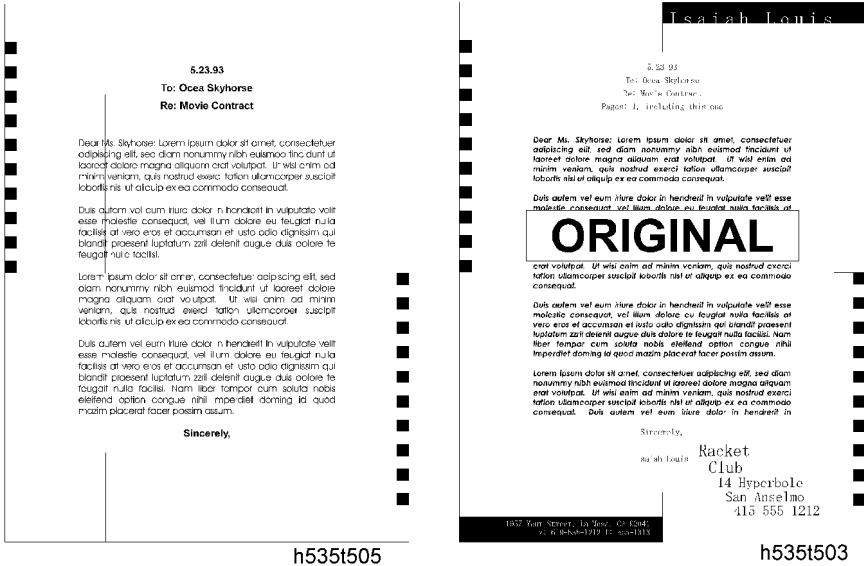 5.23.93
To: Ocea Skyhorse
Re: Movie Contract
Dear Ms. Skyhorse: Lorem ipsum dolor sit amet, consectetuer
adipiscing elit, sed diam nonummy nibh euismod tincidunt ut
laoreet dolore magna aliquam erat volutpat. Ut wisi enim ad
minim veniam, quis nostrud exerci tation ullamcorper suscipit
lobortis nisl ut aliquip ex ea commodo consequat.
Duis autem vel eum iriure dolor in hendrerit in vulputate velit
esse molestie consequat, vel illum dolore eu feugiat nulla
facilisis at vero eros et accumsan et iusto odio dignissim qui
blandit praesent luptatum zzril delenit augue duis dolore te
feugait nulla facilisi.
Lorem ipsum dolor sit amet, consectetuer adipiscing elit, sed
diam nonummy nibh euismod tincidunt ut laoreet dolore
magna aliquam erat volutpat. Ut wisi enim ad minim
veniam, quis nostrud exerci tation ullamcorper suscipit
lobortis nisl ut aliquip ex ea commodo consequat.
Duis autem vel eum iriure dolor in hendrerit in vulputate velit
esse molestie consequat, vel illum dolore eu feugiat nulla
facilisis at vero eros et accumsan et iusto odio dignissim qui
blandit praesent luptatum zzril delenit augue duis dolore te
feugait nulla facilisi. Nam liber tempor cum soluta nobis
eleifend option congue nihil imperdiet doming id quod
mazim placerat facer possim assum.
Sincerely,
h535t505
Isaiah Louis
5.23.93
To: Ocea Skyhorse
Re: Movie Contract
Pages: 1, including this one
Dear Ms. Skyhorse: Lorem ipsum dolor sit amet, consectetuer
adipiscing elit, sed diam nonummy nibh euismod tincidunt ut
laoreet dolore magna aliquam erat volutpat. Ut wisi enim ad
minim veniam, quis nostrud exerci tation ullamcorper suscipit
lobortis nisl ut aliquip ex ea commodo consequat.
Duis autem vel eum iriure dolor in hendrerit in vulputate velit esse
molestie consequat, vel illum dolore eu feugiat nulla facilisis at
ORIGINAL
erat volutpat. Ut wisi enim ad minim veniam, quis nostrud exerci
tation ullamcorper suscipit lobortis nisl ut aliquip ex ea commodo
consequat.
Duis autem vel eum iriure dolor in hendrerit in vulputate velit esse
molestie consequat, vel illum dolore eu feugiat nulla facilisis at
vero eros et accumsan et iusto odio dignissim qui blandit praesent
luptatum zzril delenit augue duis dolore te feugait nulla facilisi. Nam
liber tempor cum soluta nobis eleifend option congue nihil
imperdiet doming id quod mazim placerat facer possim assum.
Lorem ipsum dolor sit amet, consectetuer adipiscing elit, sed diam
nonummy nibh euismod tincidunt ut laoreet dolore magna aliquam
erat volutpat. Ut wisi enim ad minim veniam, quis nostrud exerci
tation ullamcorper suscipit lobortis nisl ut aliquip ex ea commodo
consequat. Duis autem vel eum iriure dolor in hendrerit in
Sincerely,
Isaiah Louis
Racket
Club
14 Hyperbole
San Anselmo
415 555 1212
h535t503